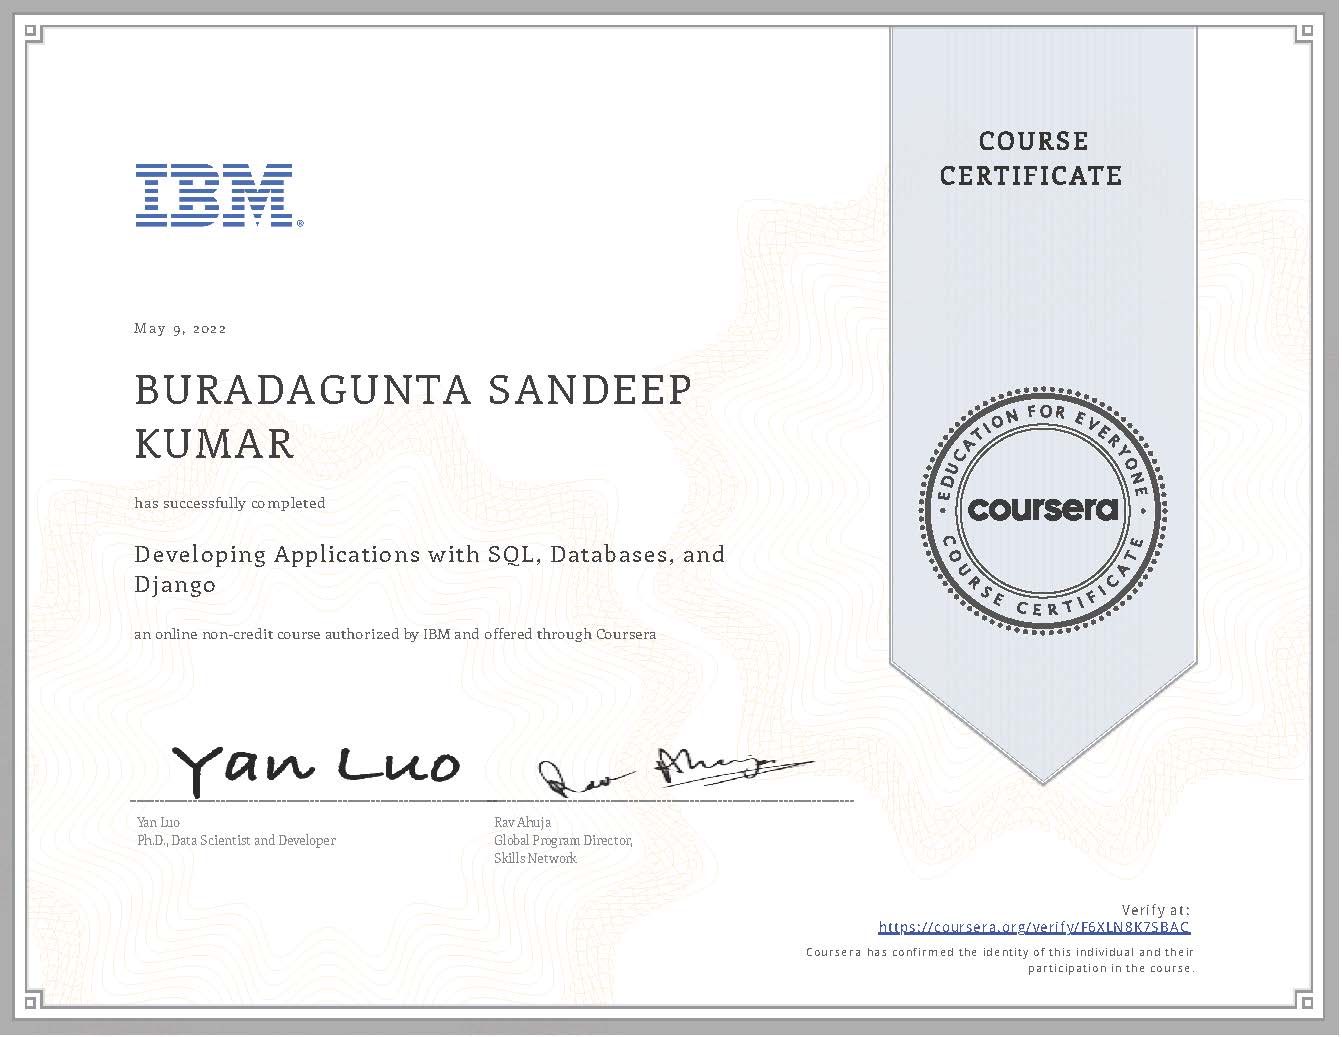 IBM®
COURSE
CERTIFICATE
May 9, 2022
BURADAGUNTA SANDEEP
KUMAR
has successfully completed
Developing Applications with SQL, Databases, and
Django
an online non-credit course authorized by IBM and offered through Coursera
EDUCATION FOR EVERYONE
coursera
COURSE CERTIFICATE
Yan Luo
Rav Ahuja
Yan Luo
Ph.D., Data Scientist and Developer
Rav Ahuja
Global Program Director,
Skills Network
Verify at:
https://coursera.org/verify/F6XLN8K7SBAC
Coursera has confirmed the identity of this individual and their
participation in the course.